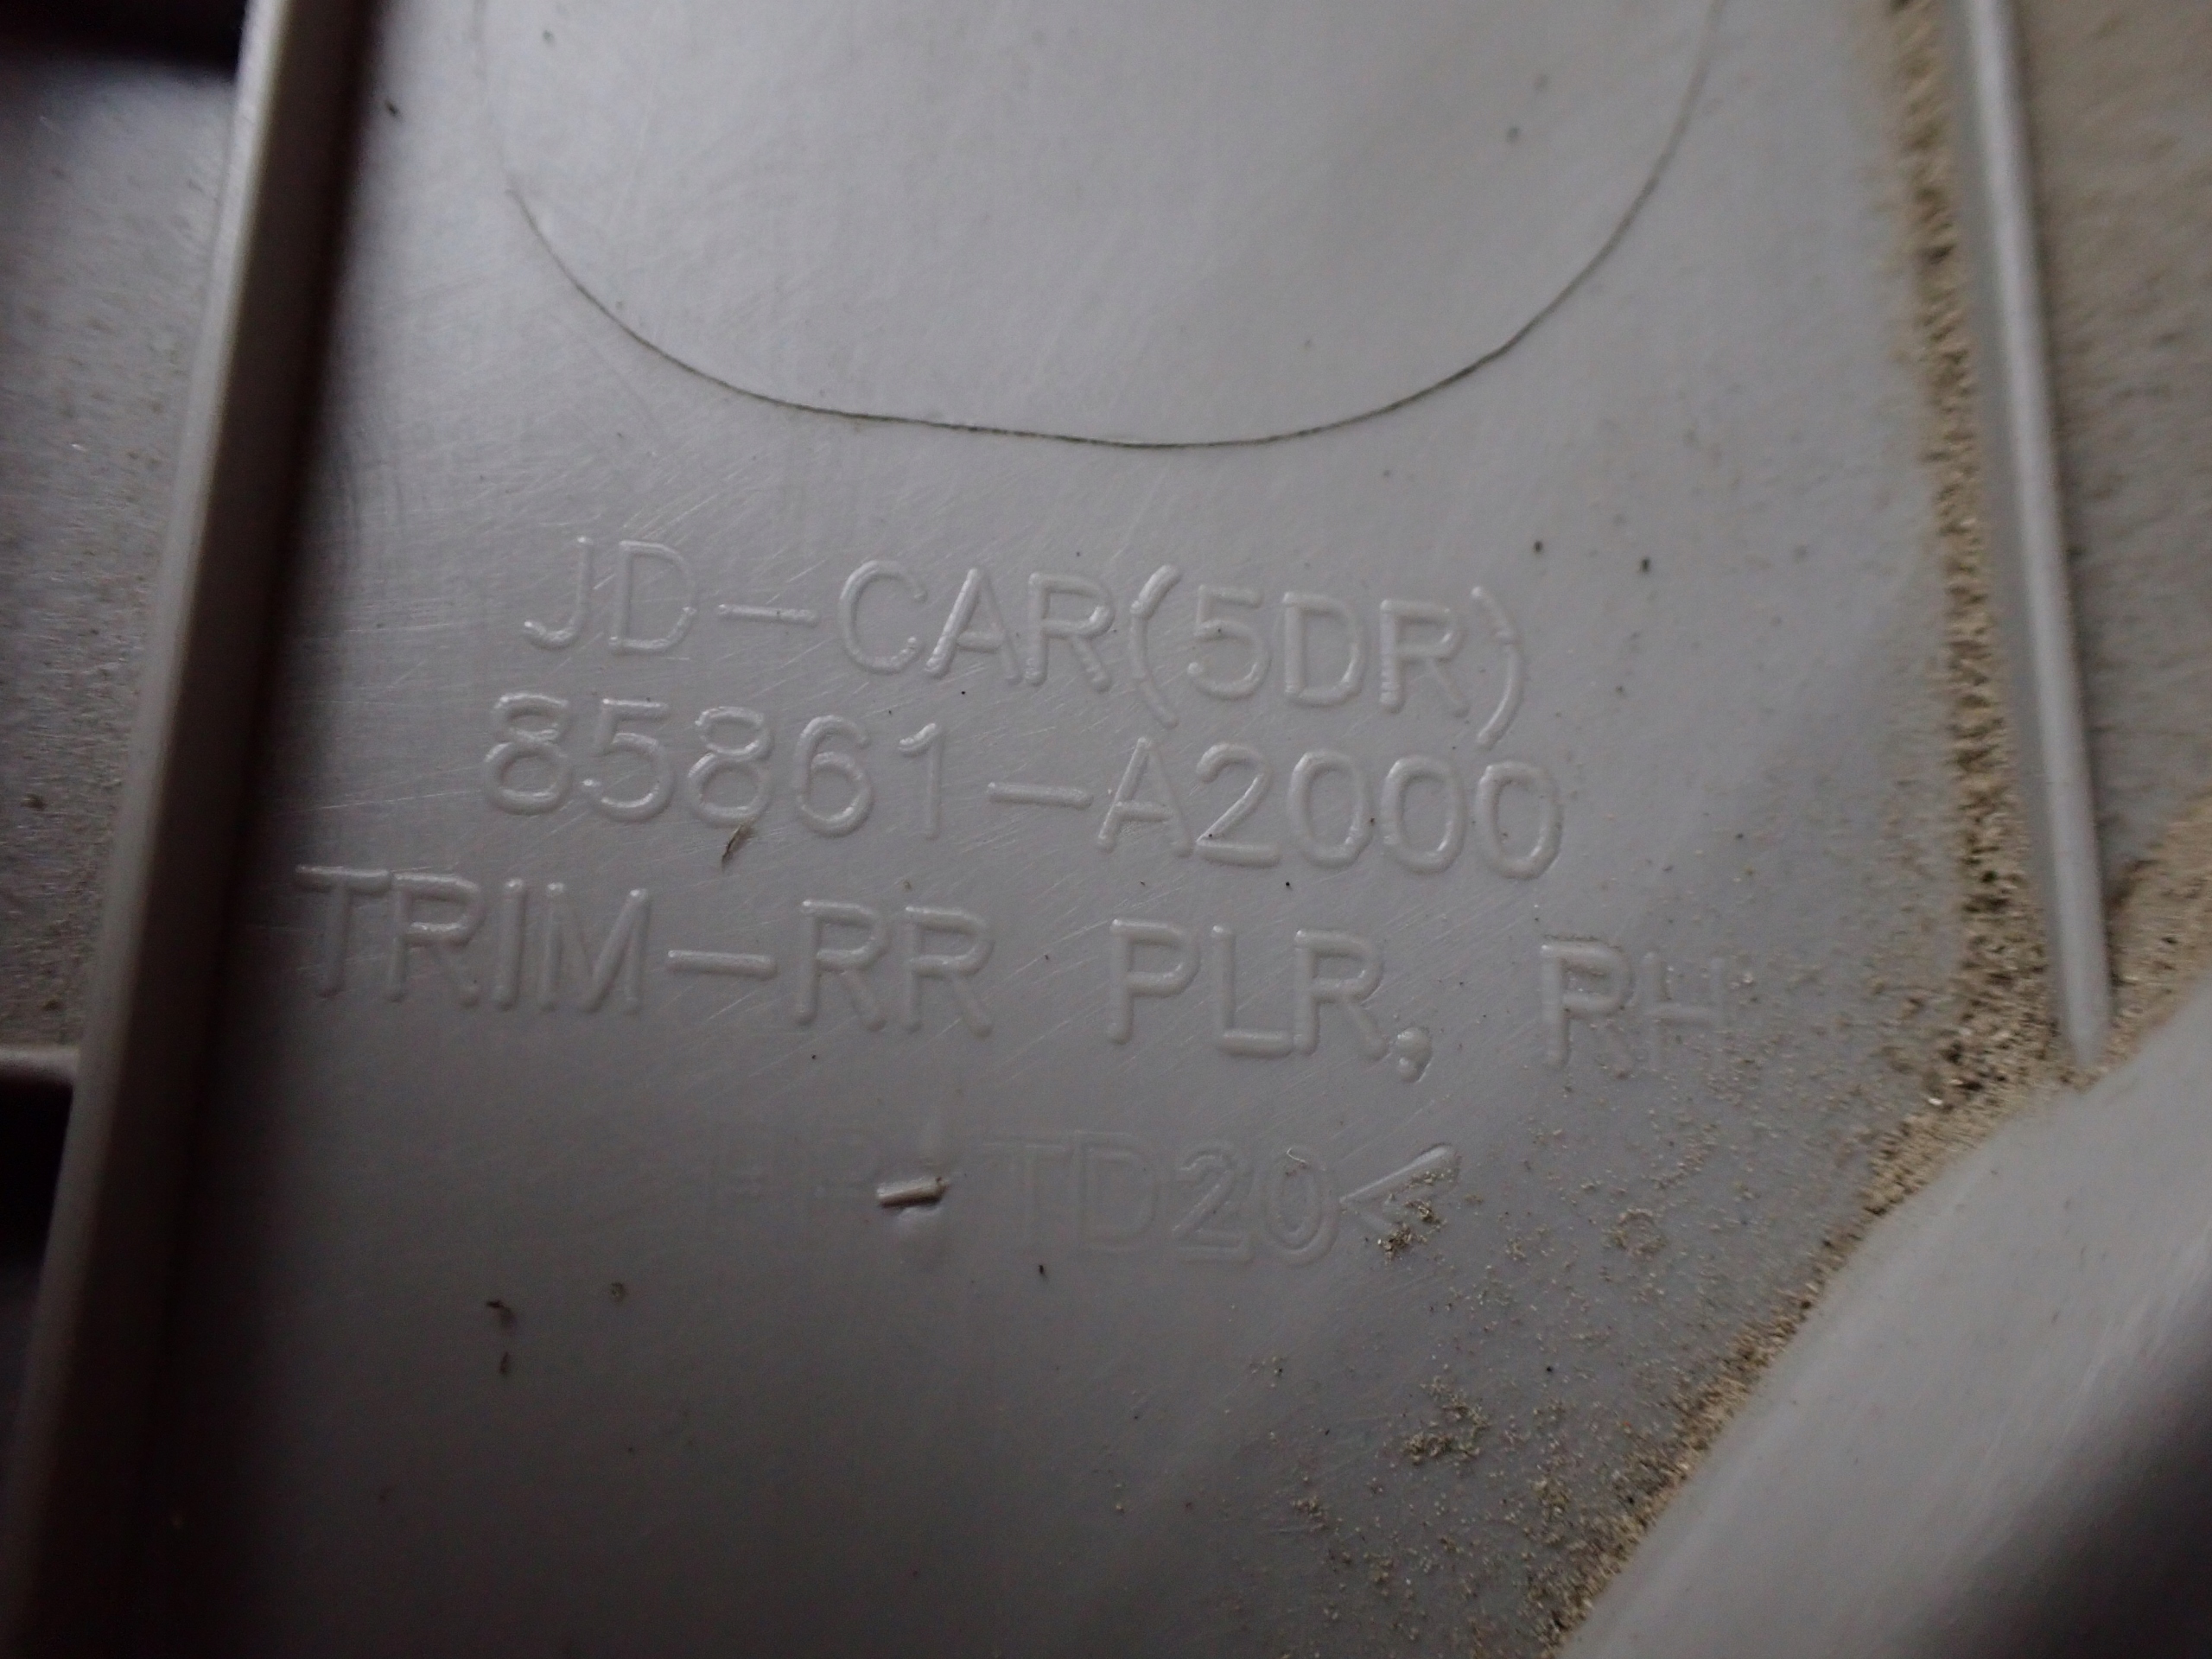 JD-CAR(5DR)
85861-A2000
TRIM-RR PLR, RH
TD20<